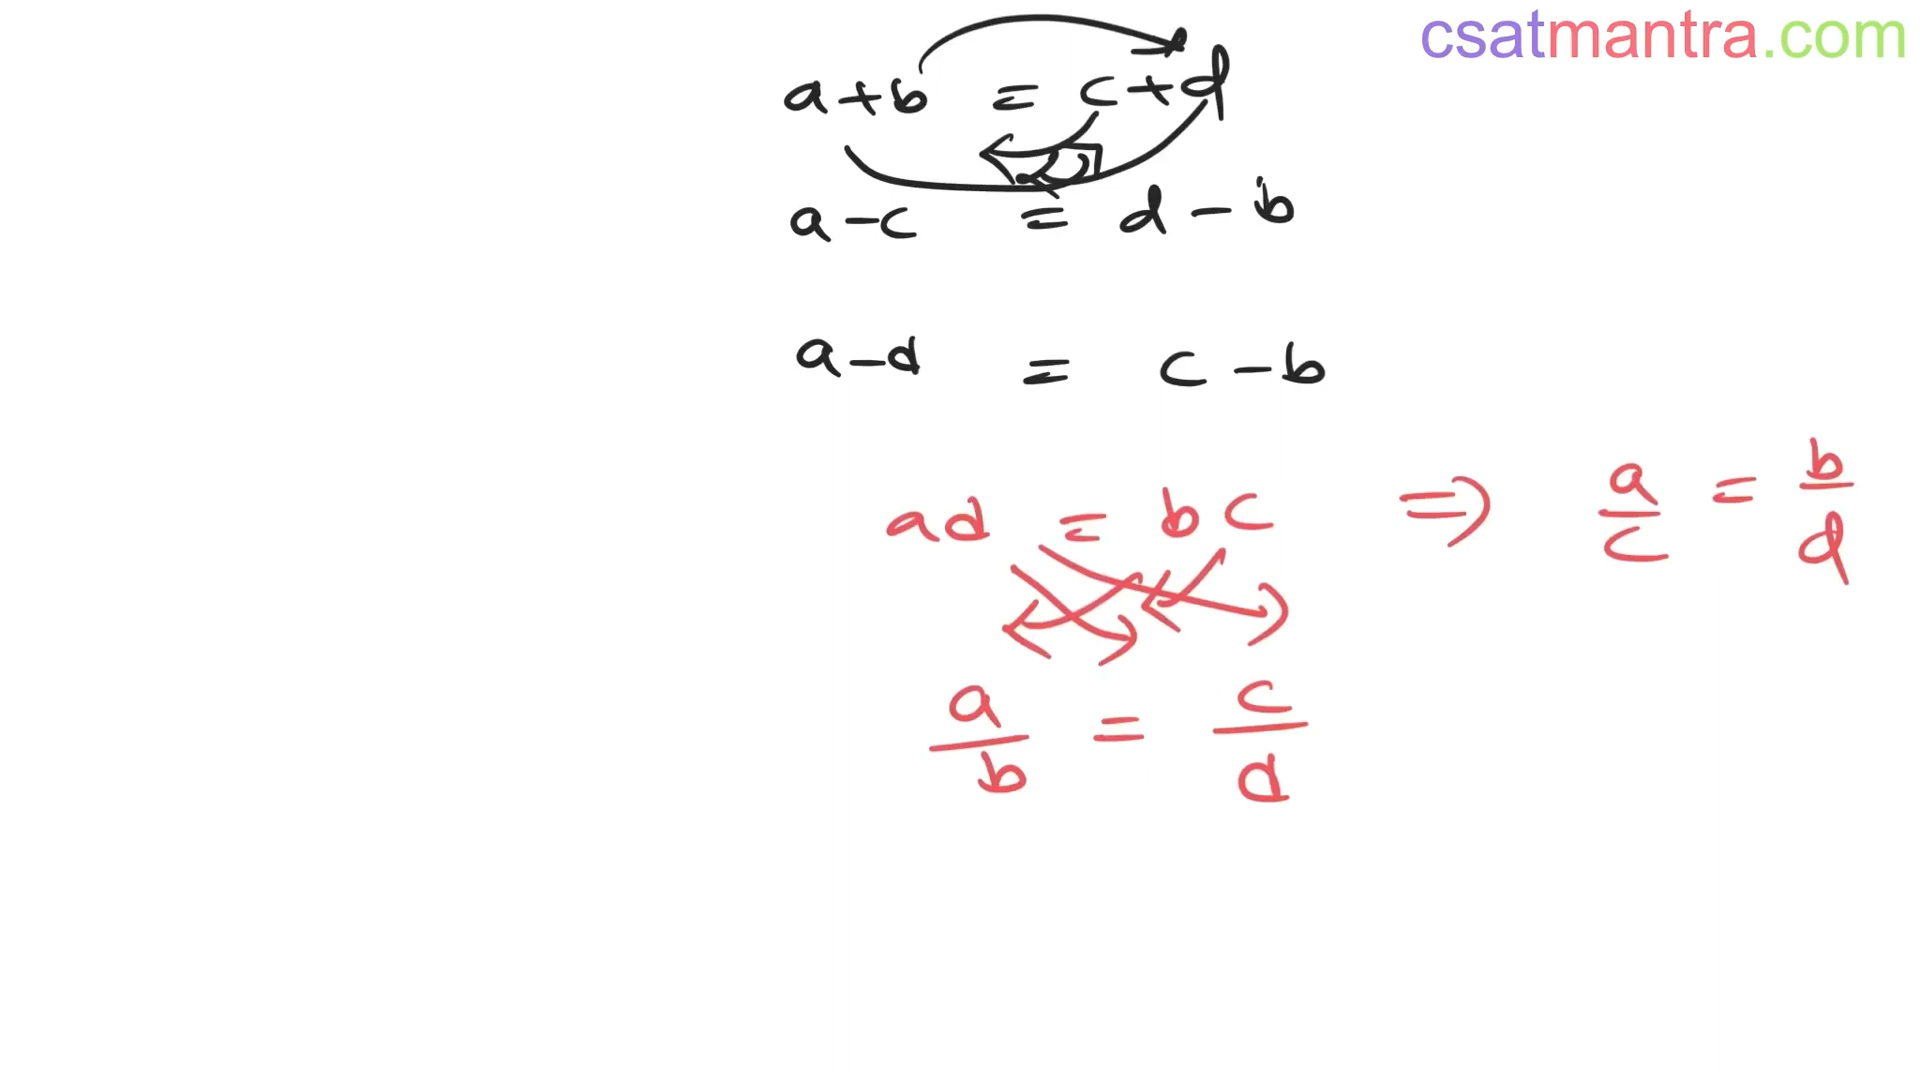 csatmantra.com
a+b = c+d
a-c = d-b
a-d = c-b
ad = bc ⇒ a/c = b/d
a/b = c/d